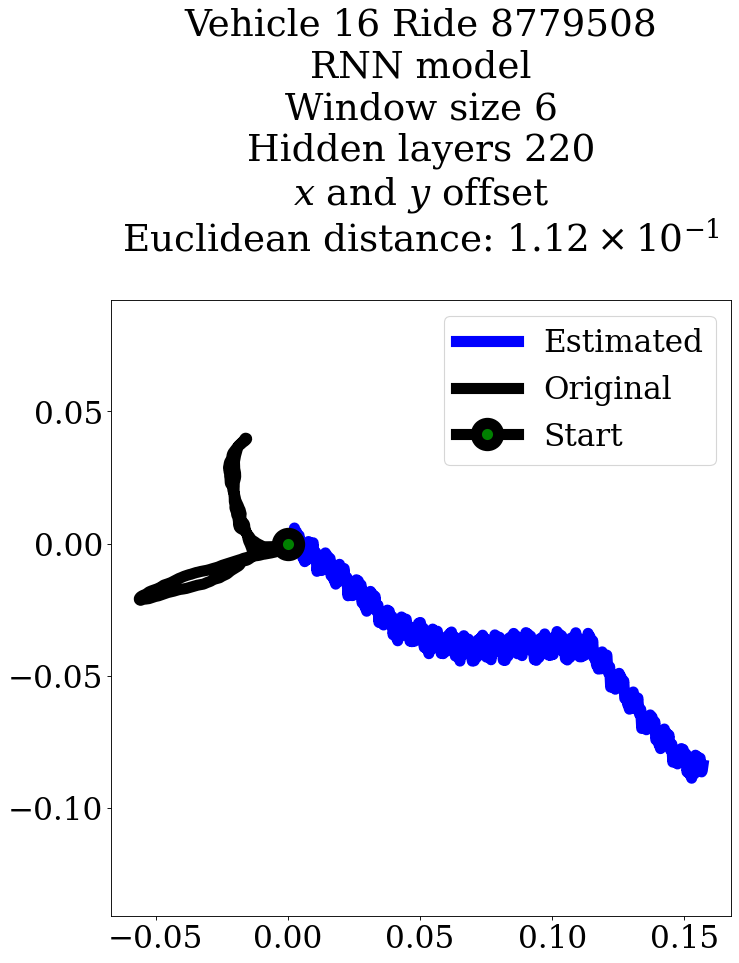 Vehicle 16 Ride 8779508
RNN model
Window size 6
Hidden layers 220
x and y offset
Euclidean distance: 1.12 × 10⁻¹
Estimated
Original
Start
0.05
0.00
−0.05
−0.10
−0.05 0.00 0.05 0.10 0.15